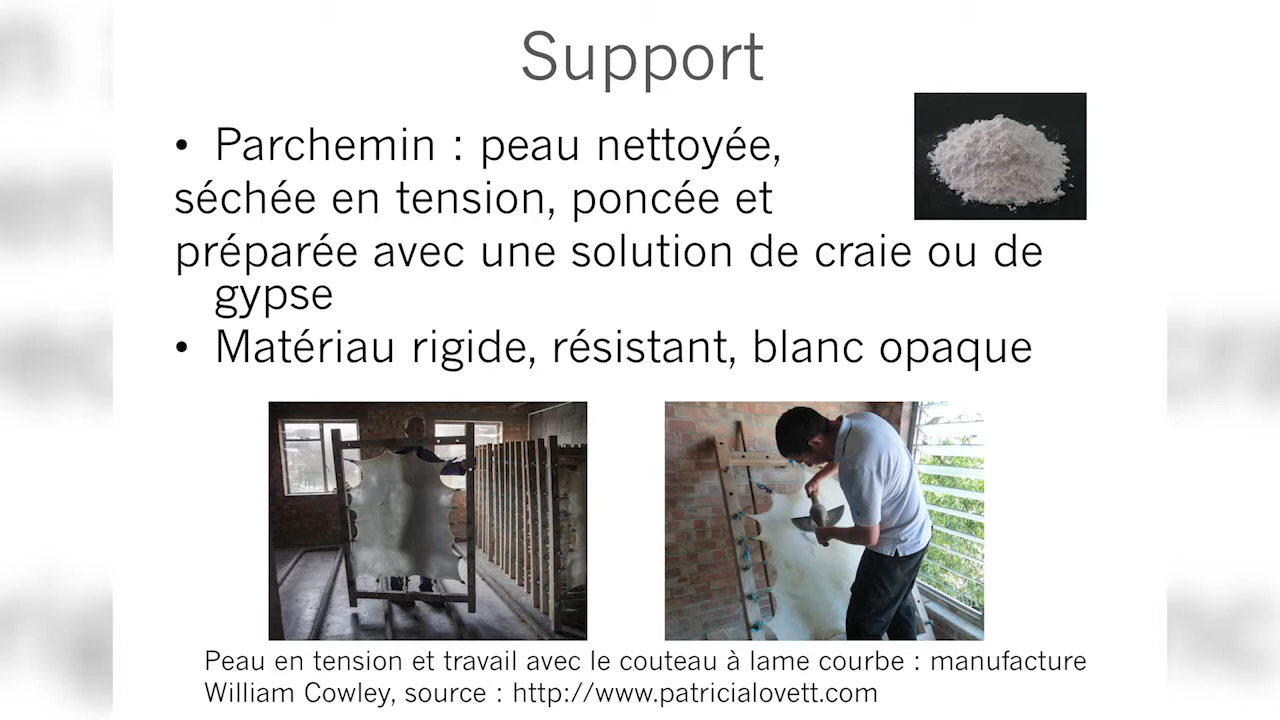 Support
• Parchemin : peau nettoyée,
séchée en tension, poncée et
préparée avec une solution de craie ou de
gypse
• Matériau rigide, résistant, blanc opaque
Peau en tension et travail avec le couteau à lame courbe : manufacture
William Cowley, source : http://www.patricialovett.com